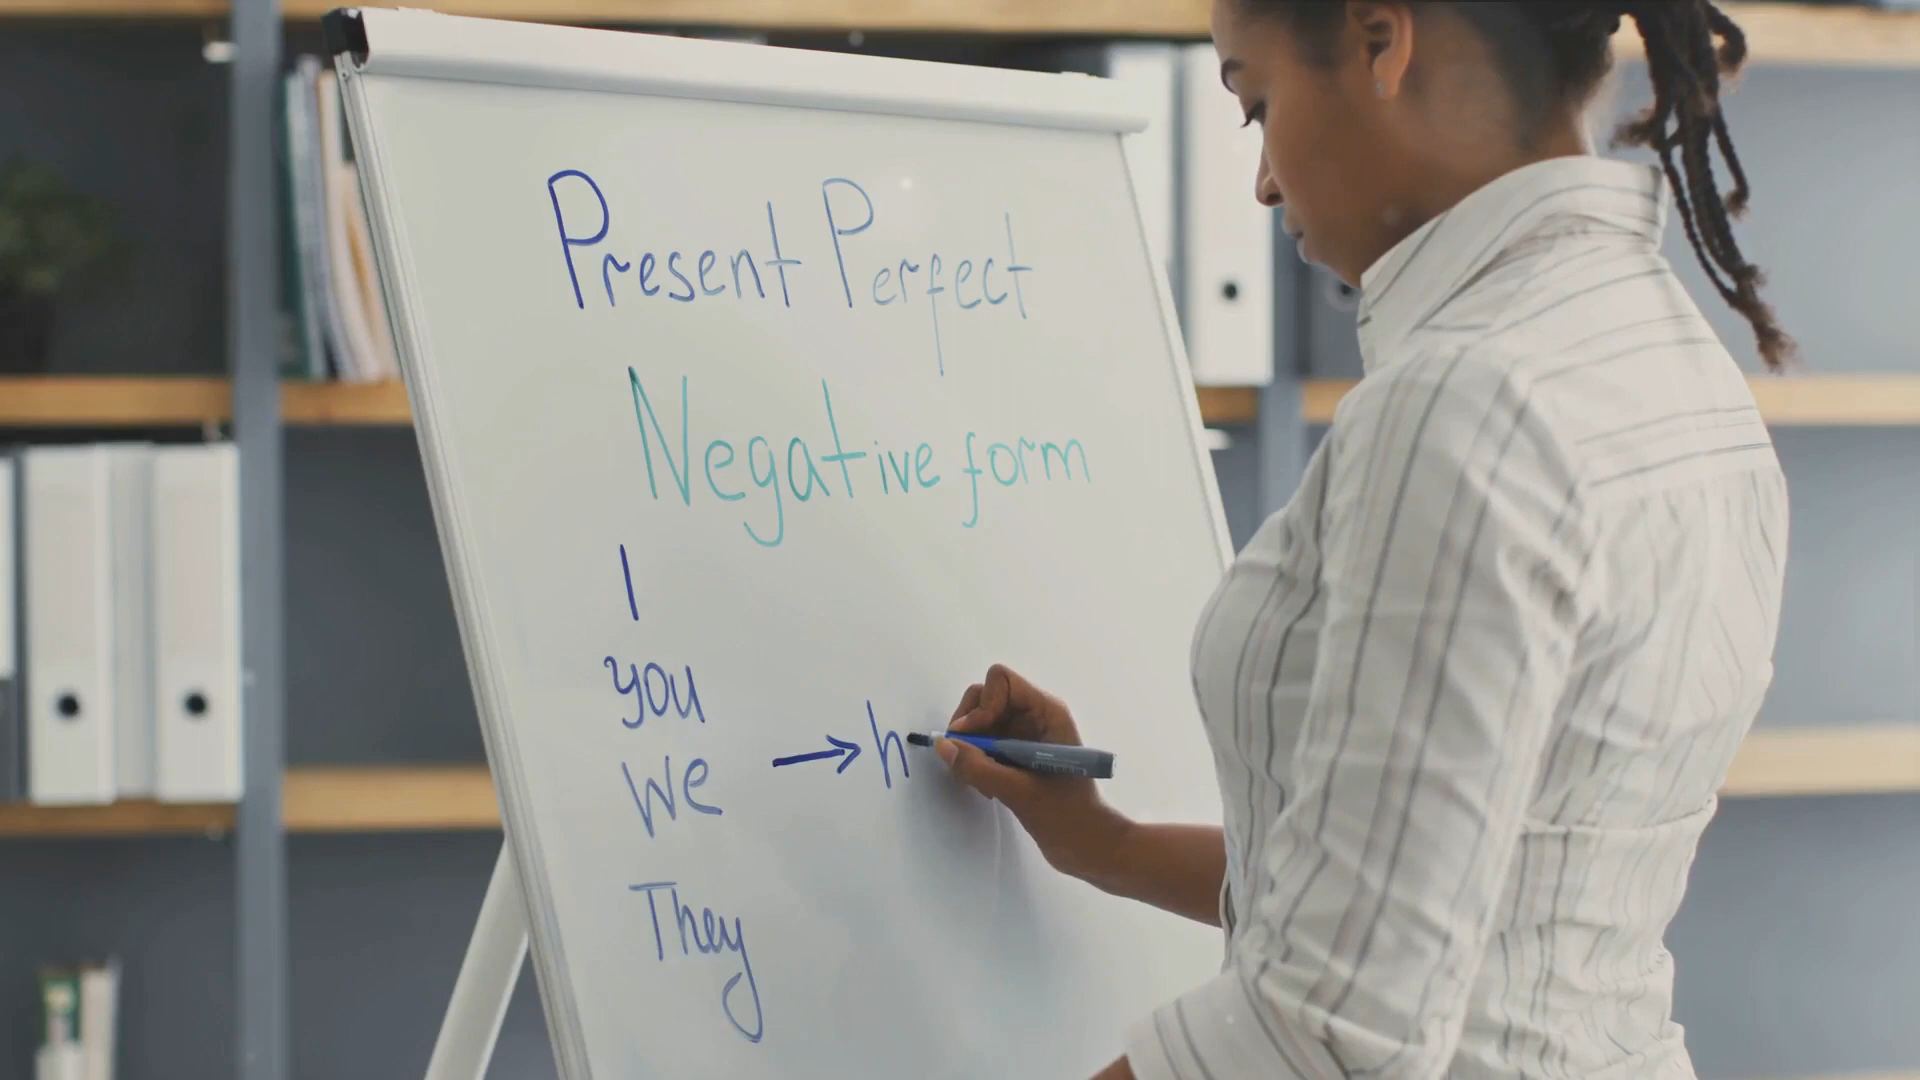 Present Perfect
Negative form
I
you
We → h
They